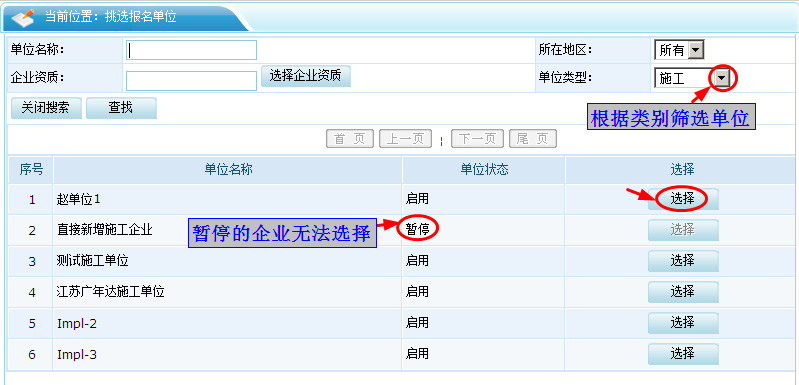 当前位置：挑选报名单位
单位名称： 所在地区： 所有
企业资质： 选择企业资质 单位类型： 施工
关闭搜索 查找
根据类别筛选单位
首 页 上一页 ¦ 下一页 尾 页
序号 单位名称 单位状态 选择
1 赵单位1 启用 选择
2 直接新增施工企业 暂停的企业无法选择 暂停 选择
3 测试施工单位 启用 选择
4 江苏广年达施工单位 启用 选择
5 Impl-2 启用 选择
6 Impl-3 启用 选择